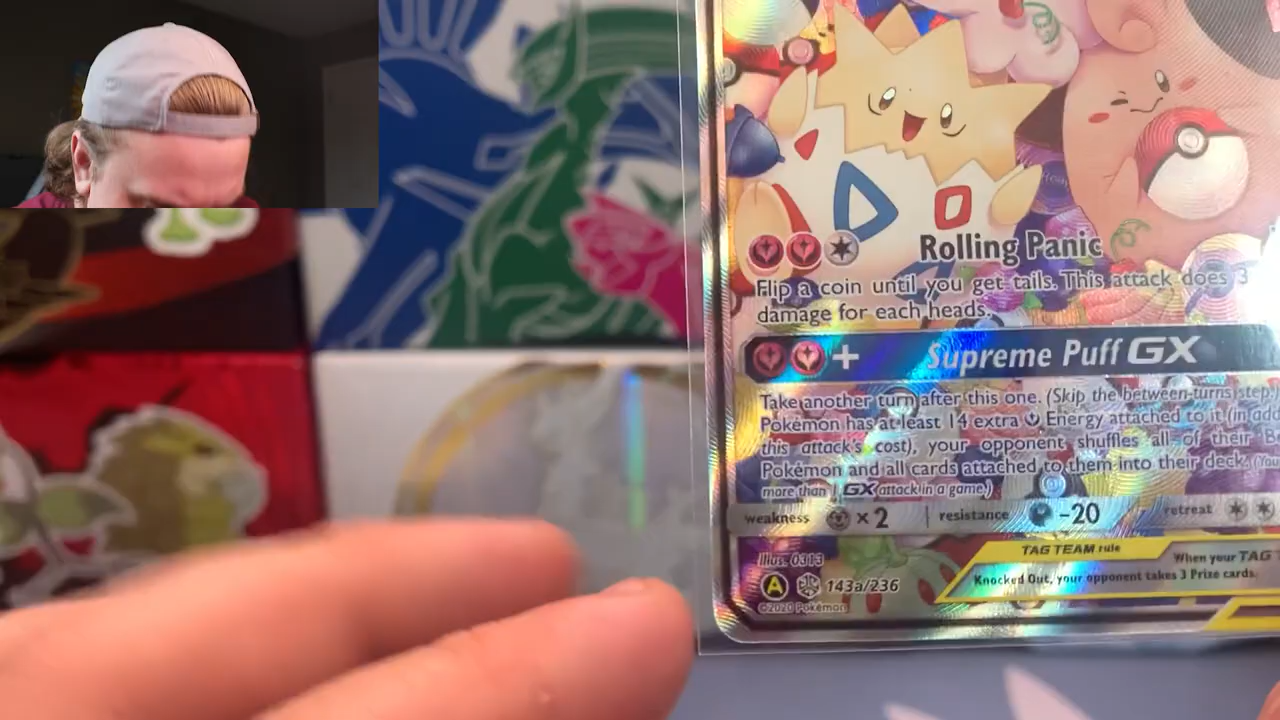 Rolling Panic
Flip a coin until you get tails. This attack does 3
damage for each heads.
+ Supreme Puff GX
Take another turn after this one. (Skip the between-turns step.
Pokémon has at least 14 extra Energy attached to it (in add
this attack's cost), your opponent shuffles all of their B
Pokémon and all cards attached to them into their deck. (You
more than 1 GX attack in a game.)
weakness ×2 resistance -20 retreat
TAG TEAM rule When your TAG
Knocked Out, your opponent takes 3 Prize cards.
Illus. 0313
A 143a/236
©2020 Pokémon